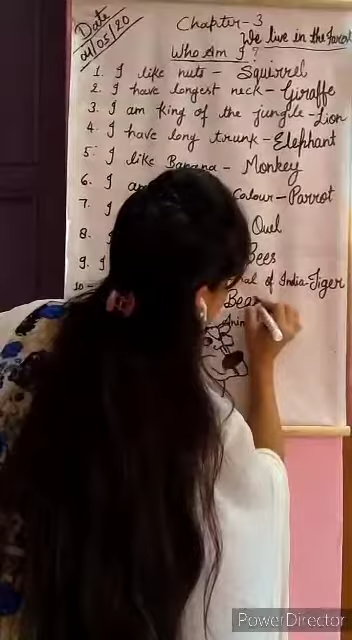 Date
04/05/20
Chapter-3
We live in the forest
Who Am I ?
1. I like nuts - Squirrel
2. I have longest neck - Giraffe
3. I am king of the jungle - Lion
4. I have long trunk - Elephant
5. I like Banana - Monkey
6. I Colour - Parrot
7. I Owl
8. Bees
9. I of India - Tiger
10- Bea
PowerDirector